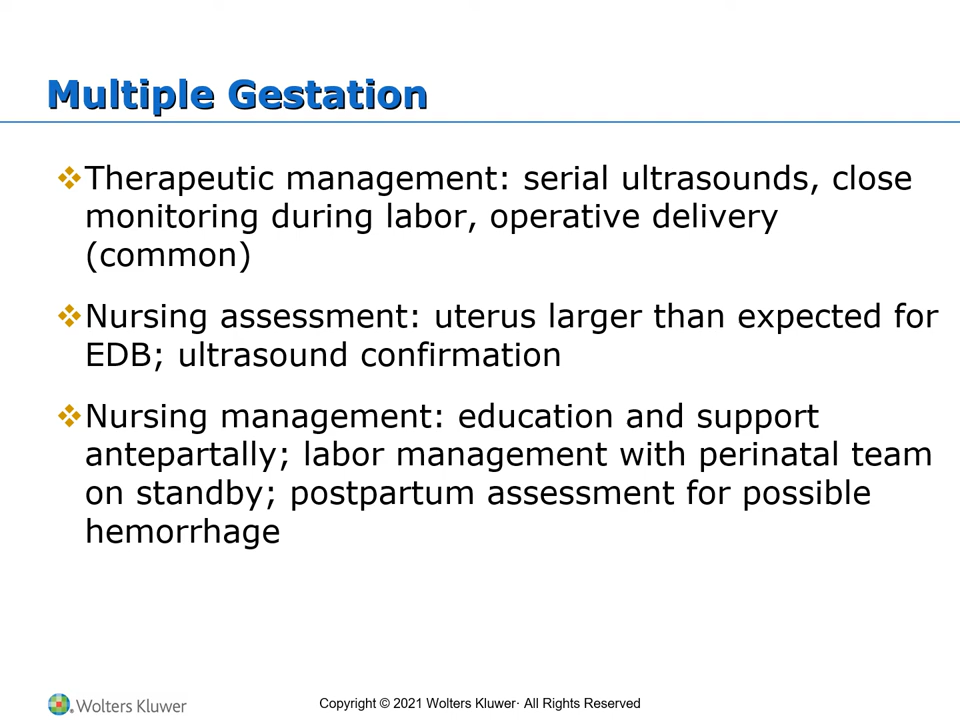 Multiple Gestation
❖Therapeutic management: serial ultrasounds, close
monitoring during labor, operative delivery
(common)
❖Nursing assessment: uterus larger than expected for
EDB; ultrasound confirmation
❖Nursing management: education and support
antepartally; labor management with perinatal team
on standby; postpartum assessment for possible
hemorrhage
Wolters Kluwer
Copyright © 2021 Wolters Kluwer· All Rights Reserved